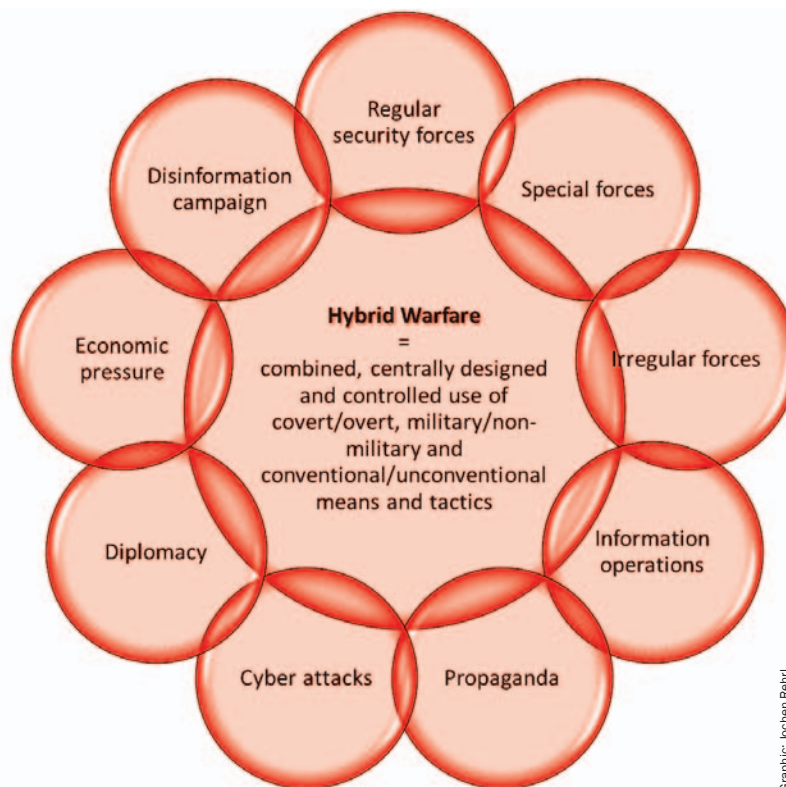 Regular
security forces
Special forces
Irregular forces
Information
operations
Propaganda
Cyber attacks
Diplomacy
Economic
pressure
Disinformation
campaign
Hybrid Warfare
=
combined, centrally designed
and controlled use of
covert/overt, military/non-
military and
conventional/unconventional
means and tactics
Graphic: Jochen Rehrl